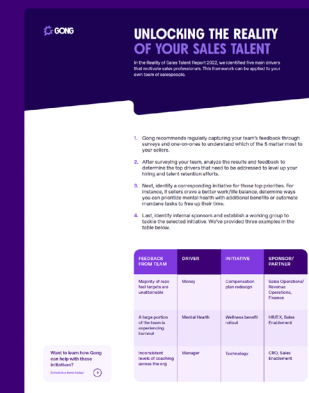 GONG
UNLOCKING THE REALITY
OF YOUR SALES TALENT
In the Reality of Sales Talent Report 2022, we identified five main drivers
that motivate sales professionals. This framework can be applied to your
own team of salespeople.
1. Gong recommends regularly capturing your team's feedback through
surveys and one-on-ones to understand which of the 5 matter most to
your sellers.
2. After surveying your team, analyze the results and feedback to
determine the top drivers that need to be addressed to level up your
hiring and talent retention efforts.
3. Next, identify a corresponding initiative for those top priorities. For
instance, if sellers crave a better work/life balance, determine ways
you can prioritize mental health with additional benefits or automate
mundane tasks to free up their time.
4. Last, identify internal sponsors and establish a working group to
tackle the selected initiative. We've provided three examples in the
table below.
FEEDBACK FROM TEAM
DRIVER
INITIATIVE
SPONSOR/ PARTNER
Majority of reps
feel targets are
unattainable
Money
Compensation
plan redesign
Sales Operations/
Revenue
Operations,
Finance
A large portion
of the team is
experiencing
burnout
Mental Health
Wellness benefit
rollout
HR/EX, Sales
Enablement
Inconsistent
levels of coaching
across the org
Manager
Technology
CRO, Sales
Enablement
Want to learn how Gong
can help with these
initiatives?
Schedule a demo today!